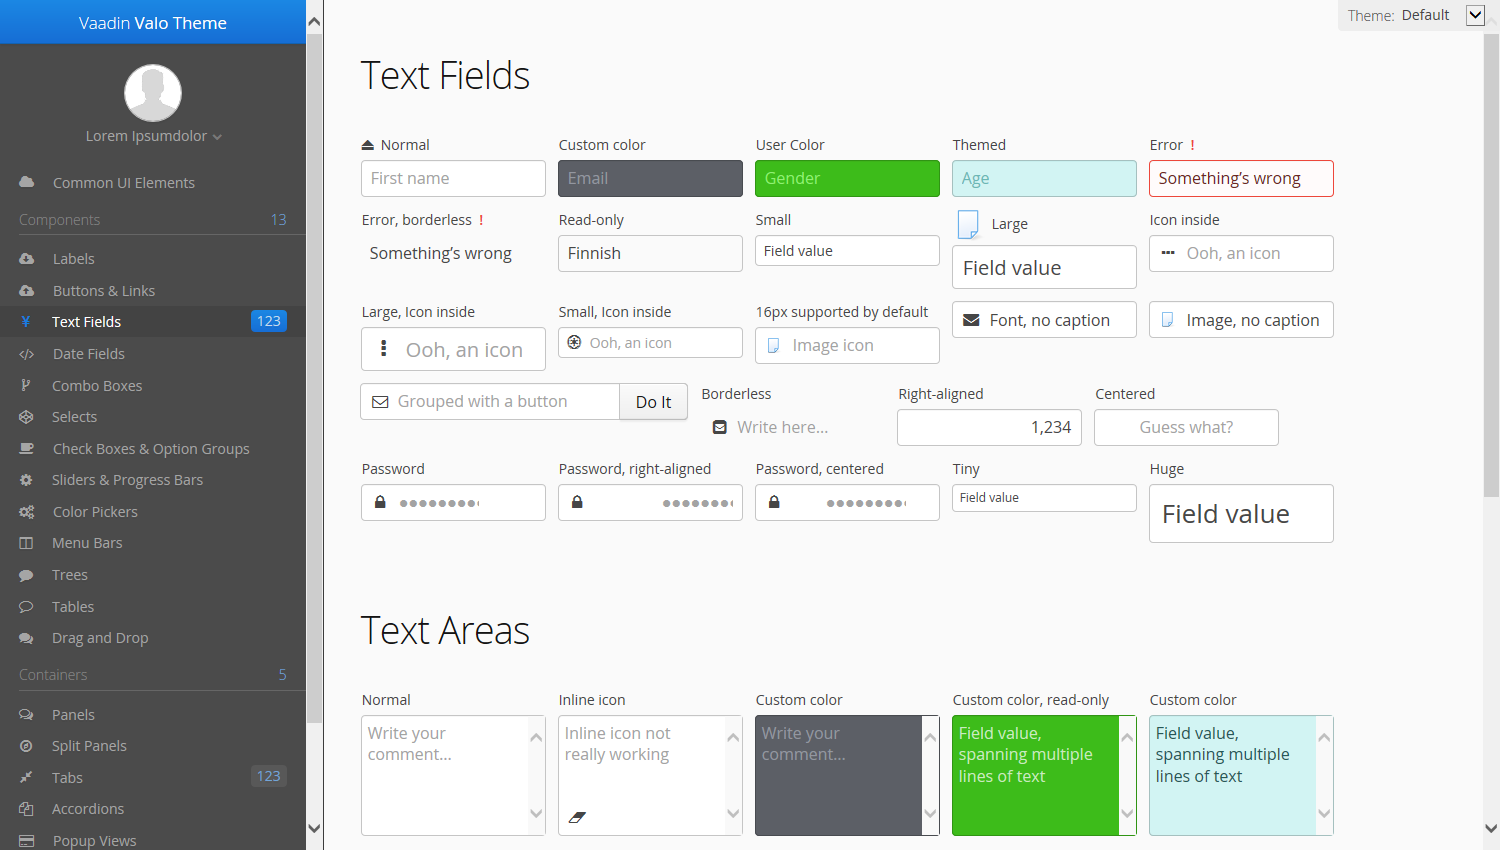 Vaadin Valo Theme
Lorem Ipsumdolor
Common UI Elements
Components 13
Labels
Buttons & Links
Text Fields 123
Date Fields
Combo Boxes
Selects
Check Boxes & Option Groups
Sliders & Progress Bars
Color Pickers
Menu Bars
Trees
Tables
Drag and Drop
Containers 5
Panels
Split Panels
Tabs 123
Accordions
Popup Views
Theme: Default
Text Fields
Normal
First name
Custom color
Email
User Color
Gender
Themed
Age
Error !
Something's wrong
Error, borderless !
Something's wrong
Read-only
Finnish
Small
Field value
Large
Field value
Icon inside
Ooh, an icon
Large, Icon inside
Ooh, an icon
Small, Icon inside
Ooh, an icon
16px supported by default
Image icon
Font, no caption
Image, no caption
Grouped with a button
Do It
Borderless
Write here...
Right-aligned
1,234
Centered
Guess what?
Password
Password, right-aligned
Password, centered
Tiny
Field value
Huge
Field value
Text Areas
Normal
Write your
comment...
Inline icon
Inline icon not
really working
Custom color
Write your
comment...
Custom color, read-only
Field value,
spanning multiple
lines of text
Custom color
Field value,
spanning multiple
lines of text